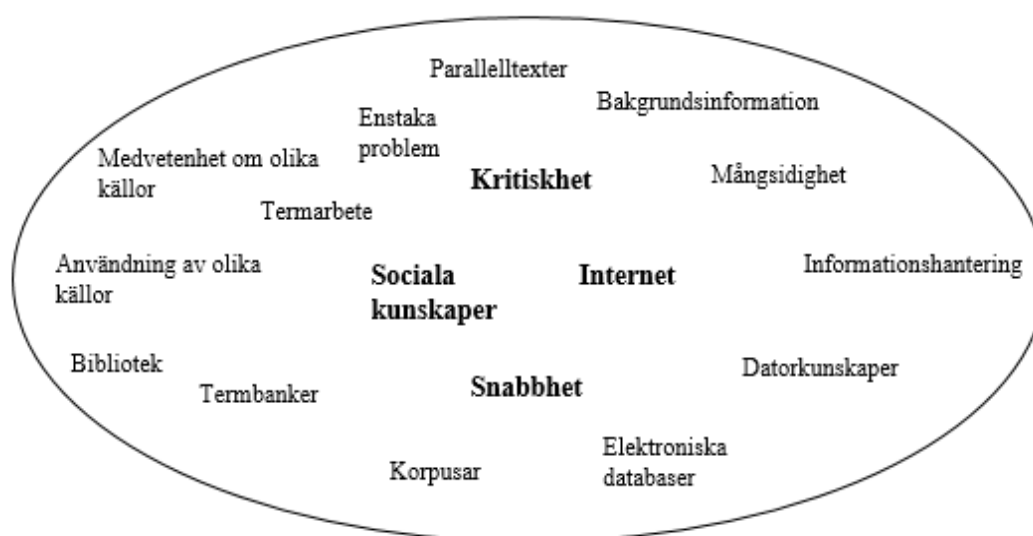 Parallelltexter
Bakgrundsinformation
Enstaka
problem
Medvetenhet om olika
källor
Kritiskhet
Mångsidighet
Termarbete
Användning av olika
källor
Sociala
kunskaper
Internet
Informationshantering
Bibliotek
Termbanker
Snabbhet
Datorkunskaper
Korpusar
Elektroniska
databaser